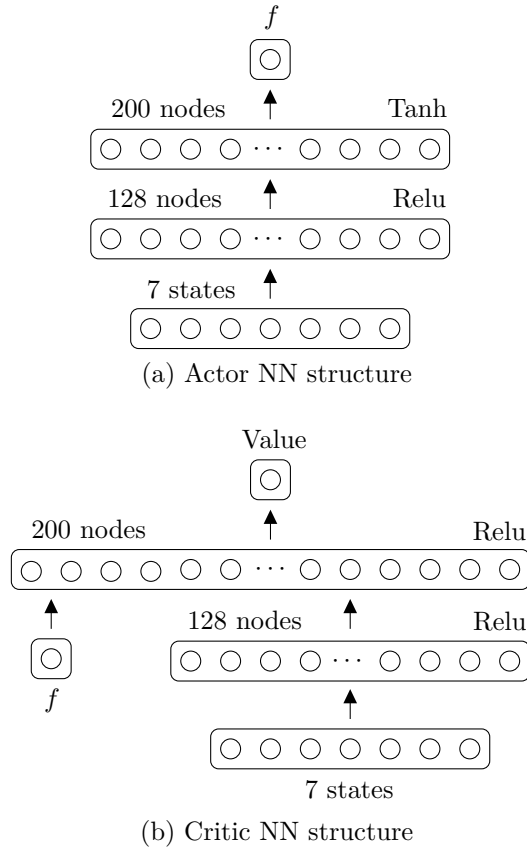 f
200 nodes Tanh
···
128 nodes Relu
···
7 states
(a) Actor NN structure
Value
200 nodes Relu
···
128 nodes Relu
···
f
7 states
(b) Critic NN structure